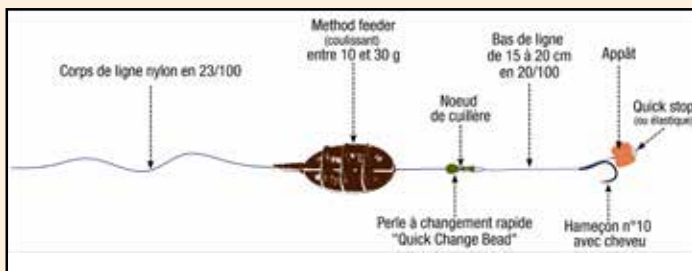 Corps de ligne nylon en 23/100
Method feeder
(coulissant)
entre 10 et 30 g
Noeud
de cuillère
Bas de ligne
de 15 à 20 cm
en 20/100
Appât
Quick stop
(ou élastique)
Perle à changement rapide
"Quick Change Bead"
Hameçon n°10
avec cheveu